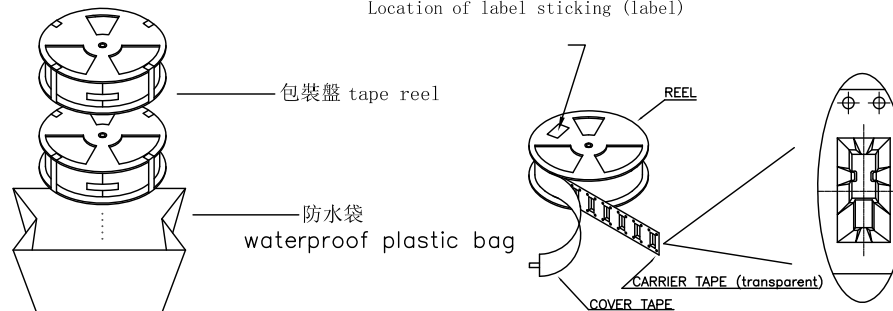 Location of label sticking (label)
包裝盤 tape reel
REEL
防水袋
waterproof plastic bag
CARRIER TAPE (transparent)
COVER TAPE